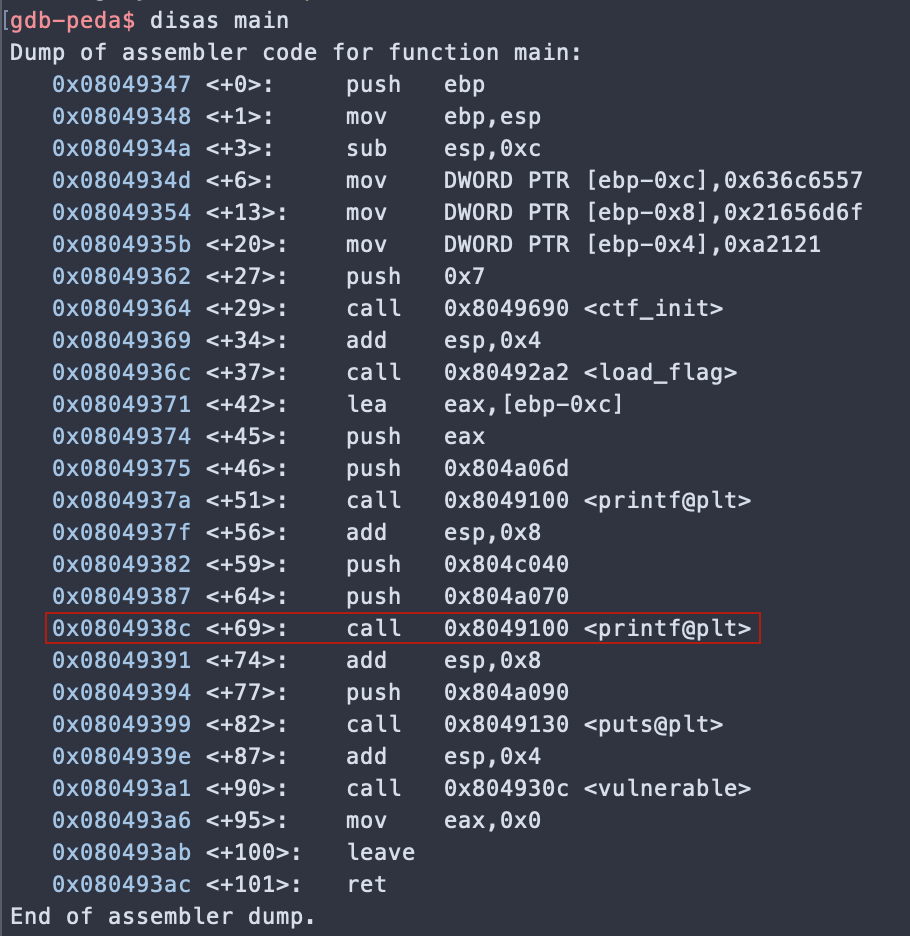 [gdb-peda$ disas main
Dump of assembler code for function main:
0x08049347 <+0>: push ebp
0x08049348 <+1>: mov ebp,esp
0x0804934a <+3>: sub esp,0xc
0x0804934d <+6>: mov DWORD PTR [ebp-0xc],0x636c6557
0x08049354 <+13>: mov DWORD PTR [ebp-0x8],0x21656d6f
0x0804935b <+20>: mov DWORD PTR [ebp-0x4],0xa2121
0x08049362 <+27>: push 0x7
0x08049364 <+29>: call 0x8049690 <ctf_init>
0x08049369 <+34>: add esp,0x4
0x0804936c <+37>: call 0x80492a2 <load_flag>
0x08049371 <+42>: lea eax,[ebp-0xc]
0x08049374 <+45>: push eax
0x08049375 <+46>: push 0x804a06d
0x0804937a <+51>: call 0x8049100 <printf@plt>
0x0804937f <+56>: add esp,0x8
0x08049382 <+59>: push 0x804c040
0x08049387 <+64>: push 0x804a070
0x0804938c <+69>: call 0x8049100 <printf@plt>
0x08049391 <+74>: add esp,0x8
0x08049394 <+77>: push 0x804a090
0x08049399 <+82>: call 0x8049130 <puts@plt>
0x0804939e <+87>: add esp,0x4
0x080493a1 <+90>: call 0x804930c <vulnerable>
0x080493a6 <+95>: mov eax,0x0
0x080493ab <+100>: leave
0x080493ac <+101>: ret
End of assembler dump.